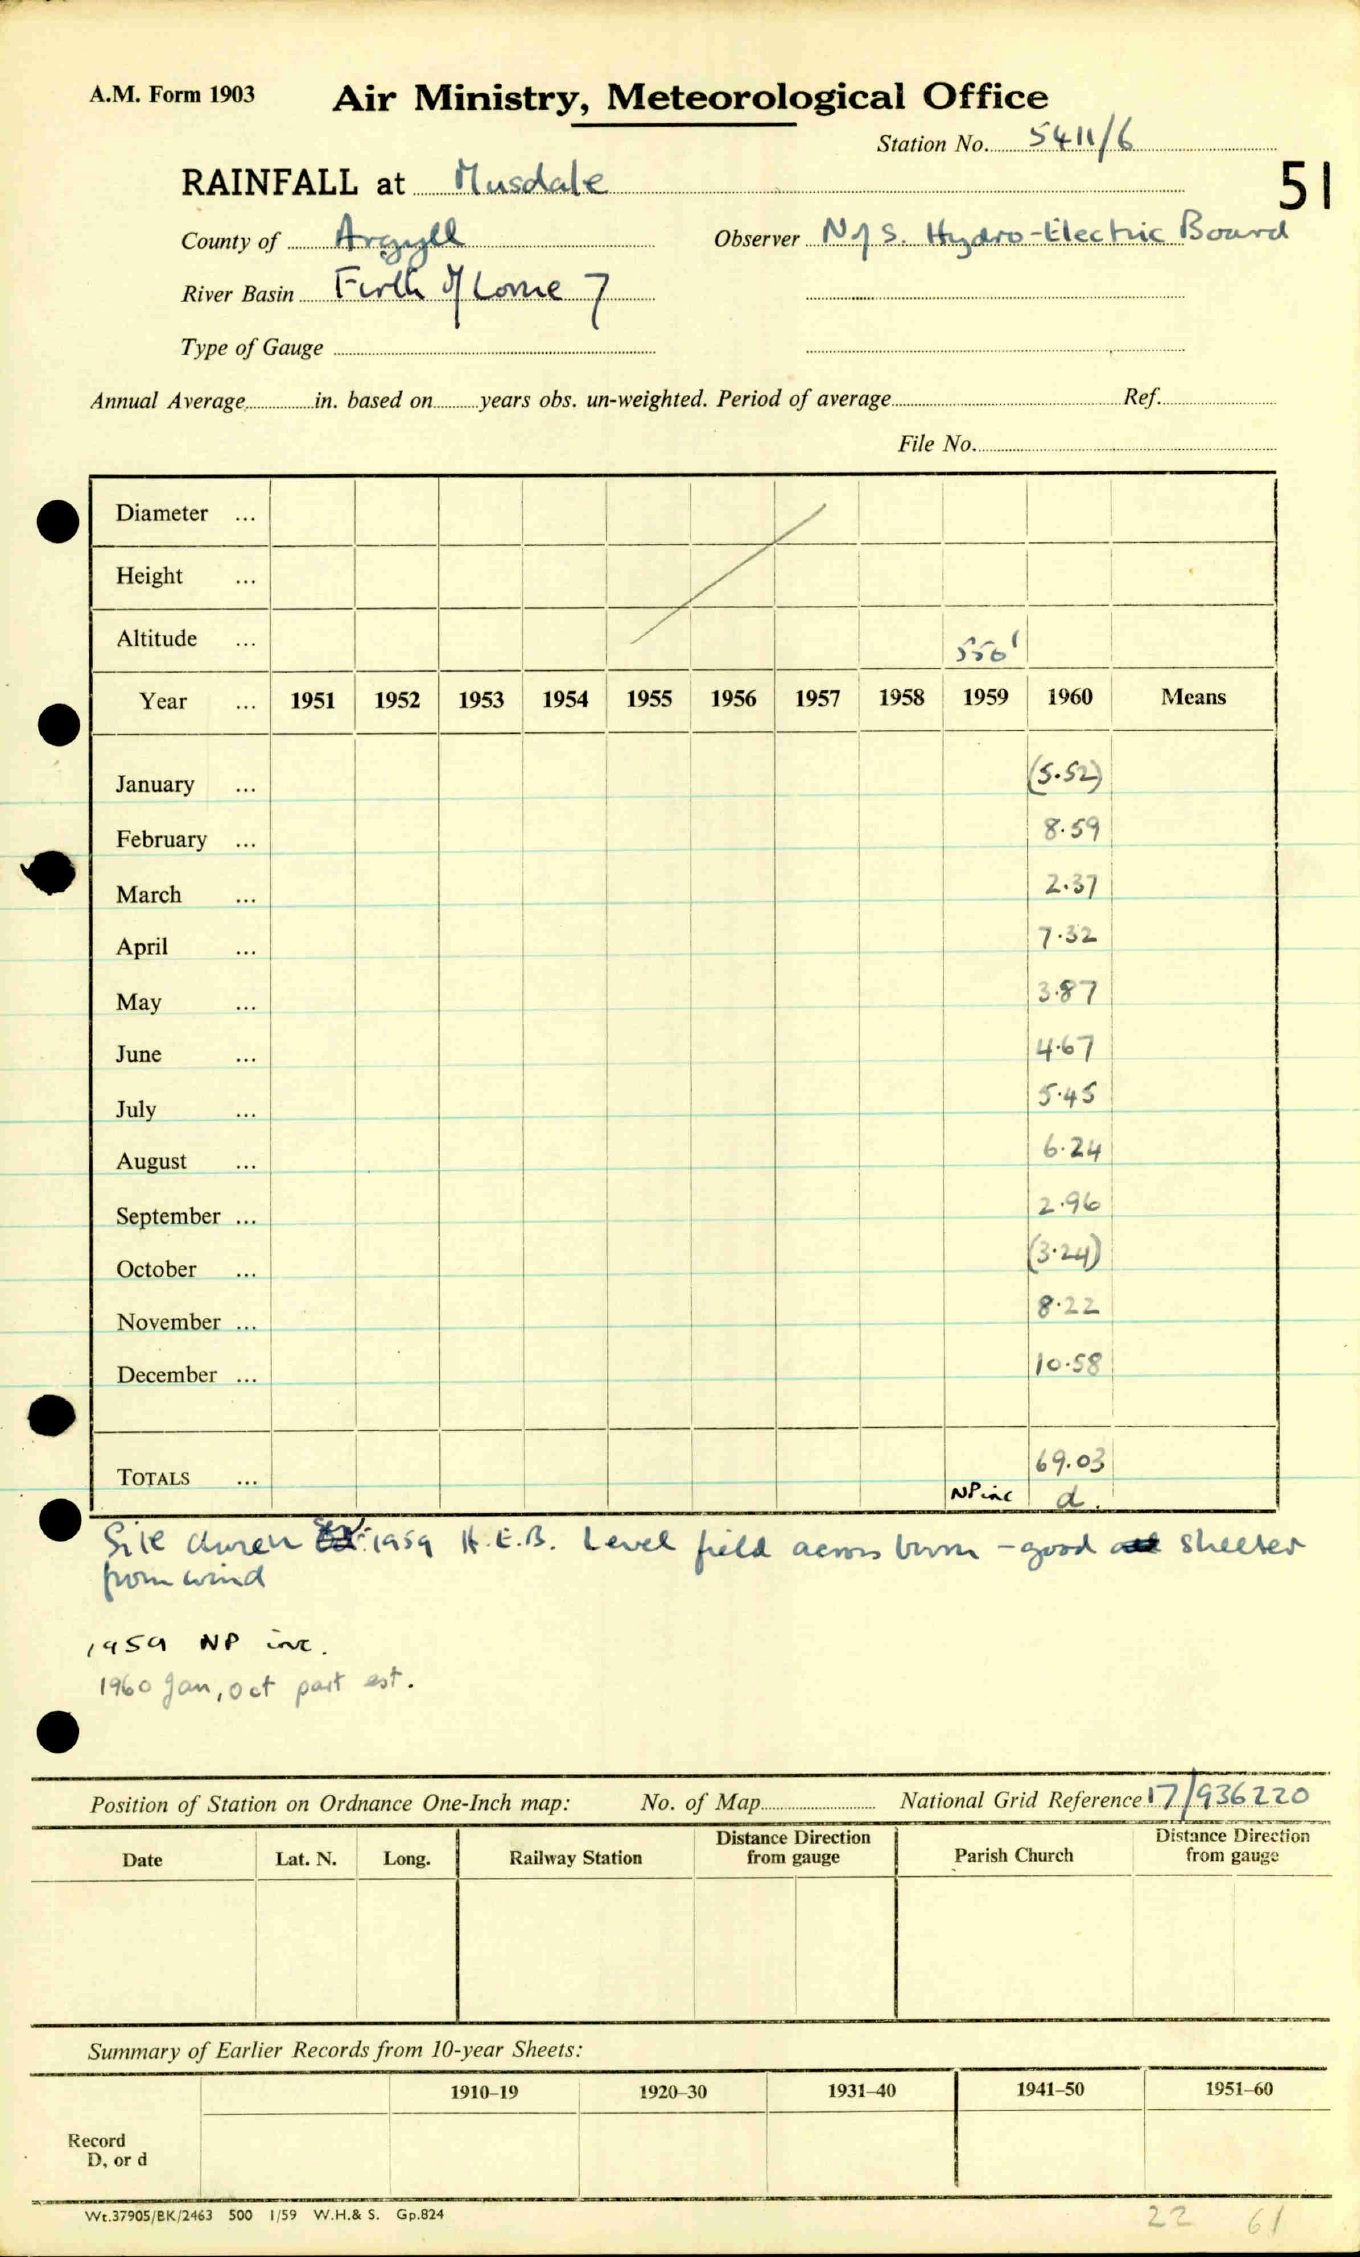 A.M. Form 1903
Air Ministry, Meteorological Office
Station No. 5411/6
RAINFALL at Musdale
51
County of Argyll Observer N of S. Hydro-Electric Board
River Basin Firth of Lorne 7
Type of Gauge
Annual Average in. based on years obs. un-weighted. Period of average Ref.
File No.
Diameter ...
Height ...
Altitude ... 550'
Year ... 1951 1952 1953 1954 1955 1956 1957 1958 1959 1960 Means
January ... (5.52)
February ... 8.59
March ... 2.37
April ... 7.32
May ... 3.87
June ... 4.67
July ... 5.45
August ... 6.24
September ... 2.96
October ... (3.24)
November ... 8.22
December ... 10.58
TOTALS ... 69.03
NP inc d.
Site chosen 1959 H.E.B. Level field across burn - good shelter
from wind
1959 NP inc.
1960 Jan, Oct part est.
Position of Station on Ordnance One-Inch map: No. of Map National Grid Reference 17/936220
Date Lat. N. Long. Railway Station Distance Direction from gauge Parish Church Distance Direction from gauge
Summary of Earlier Records from 10-year Sheets:
1910-19 1920-30 1931-40 1941-50 1951-60
Record
D, or d
Wt.37905/BK/2463 500 1/59 W.H.& S. Gp.824
22 61